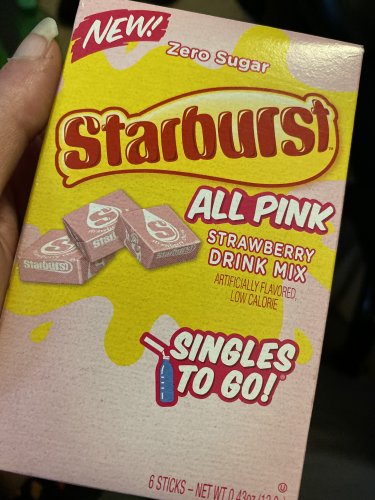 NEW!
Zero Sugar
Starburst™
ALL PINK
STRAWBERRY
DRINK MIX
ARTIFICIALLY FLAVORED,
LOW CALORIE
Starburst
SINGLES
TO GO!
6 STICKS – NET WT 0.43oz